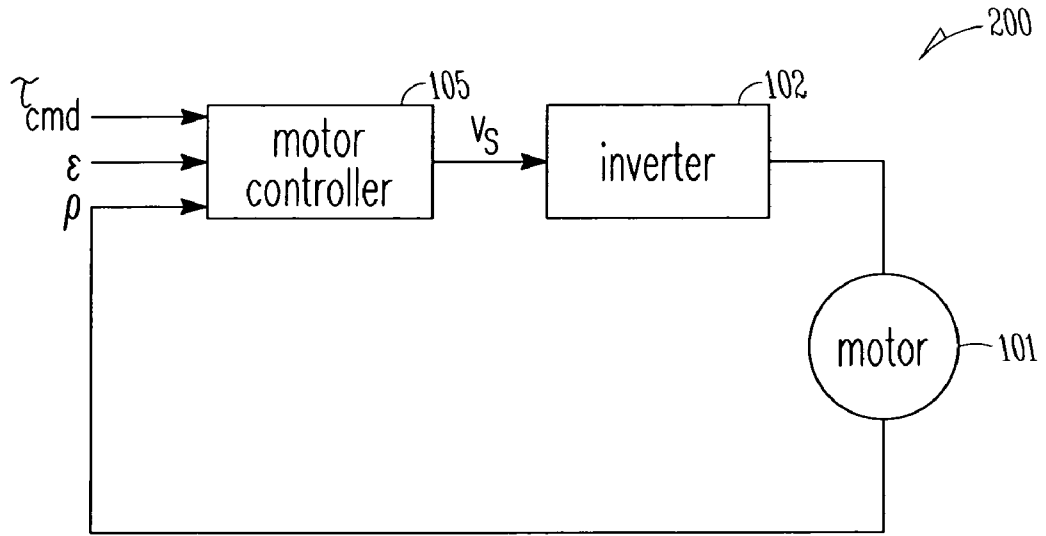 200
τcmd
ε
ρ
105
motor
controller
vS
102
inverter
motor
101